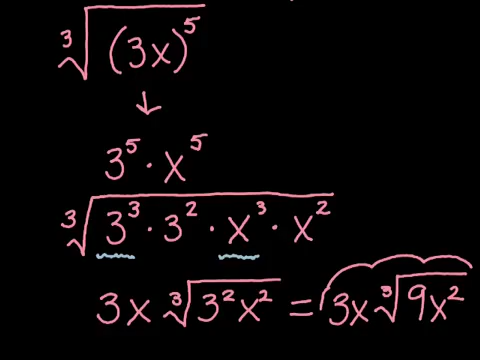 ∛(3x)⁵
↓
3⁵ · x⁵
∛3³ · 3² · x³ · x²
3x ∛3²x² = 3x ∛9x²